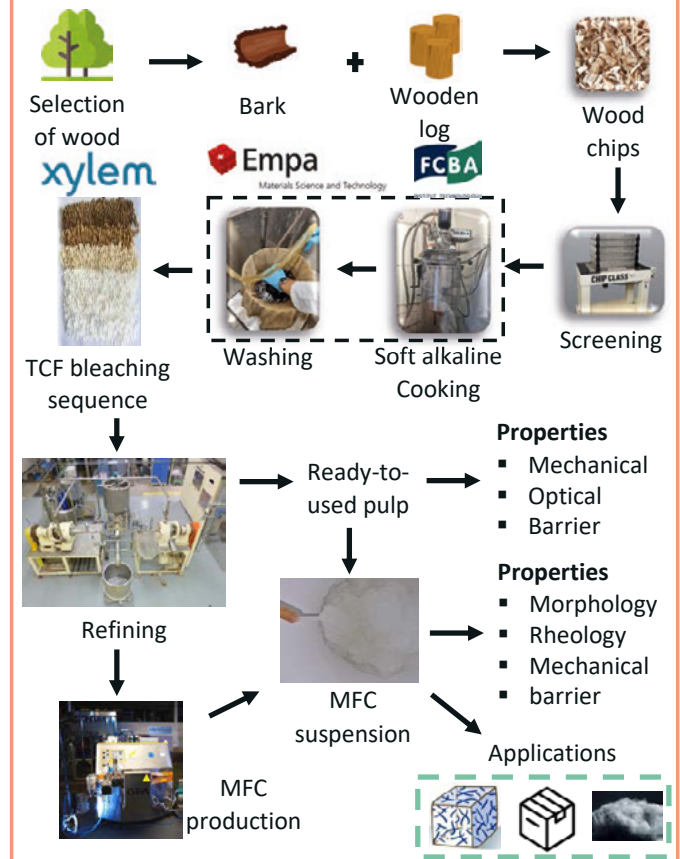 Selection
of wood
Bark
+
Wooden
log
Wood
chips
xylem
Empa
Materials Science and Technology
FCBA
INSTITUT TECHNOLOGIQUE
CHIP CLASS
Washing
Soft alkaline
Cooking
Screening
TCF bleaching
sequence
Ready-to-
used pulp
Properties
▪ Mechanical
▪ Optical
▪ Barrier
Refining
MFC
suspension
Properties
▪ Morphology
▪ Rheology
▪ Mechanical
▪ barrier
MFC
production
Applications